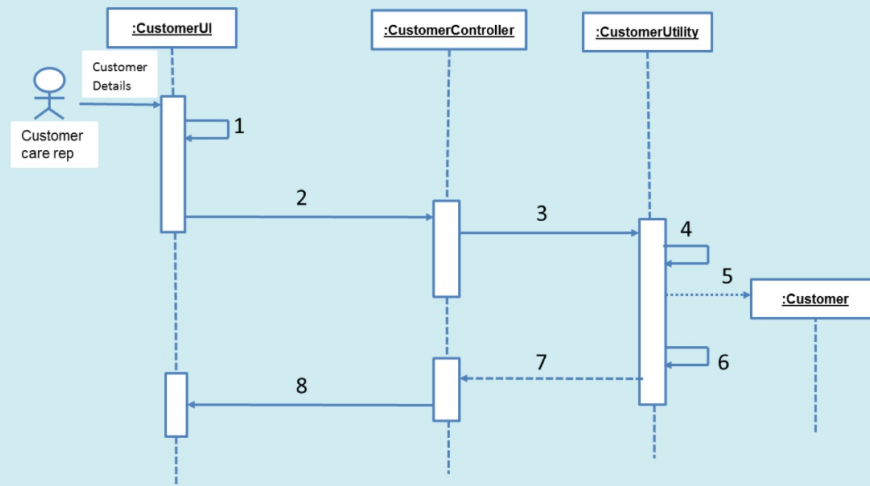 :CustomerUI
:CustomerController
:CustomerUtility
Customer
Details
Customer
care rep
1
2
3
4
5
:Customer
6
7
8